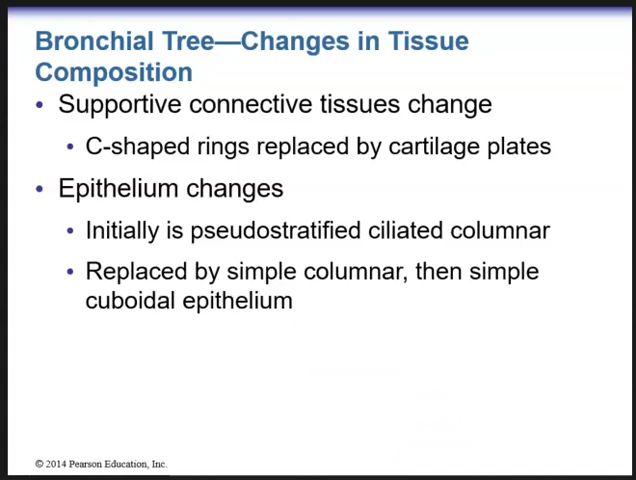 Bronchial Tree—Changes in Tissue
Composition
• Supportive connective tissues change
• C-shaped rings replaced by cartilage plates
• Epithelium changes
• Initially is pseudostratified ciliated columnar
• Replaced by simple columnar, then simple
cuboidal epithelium
© 2014 Pearson Education, Inc.